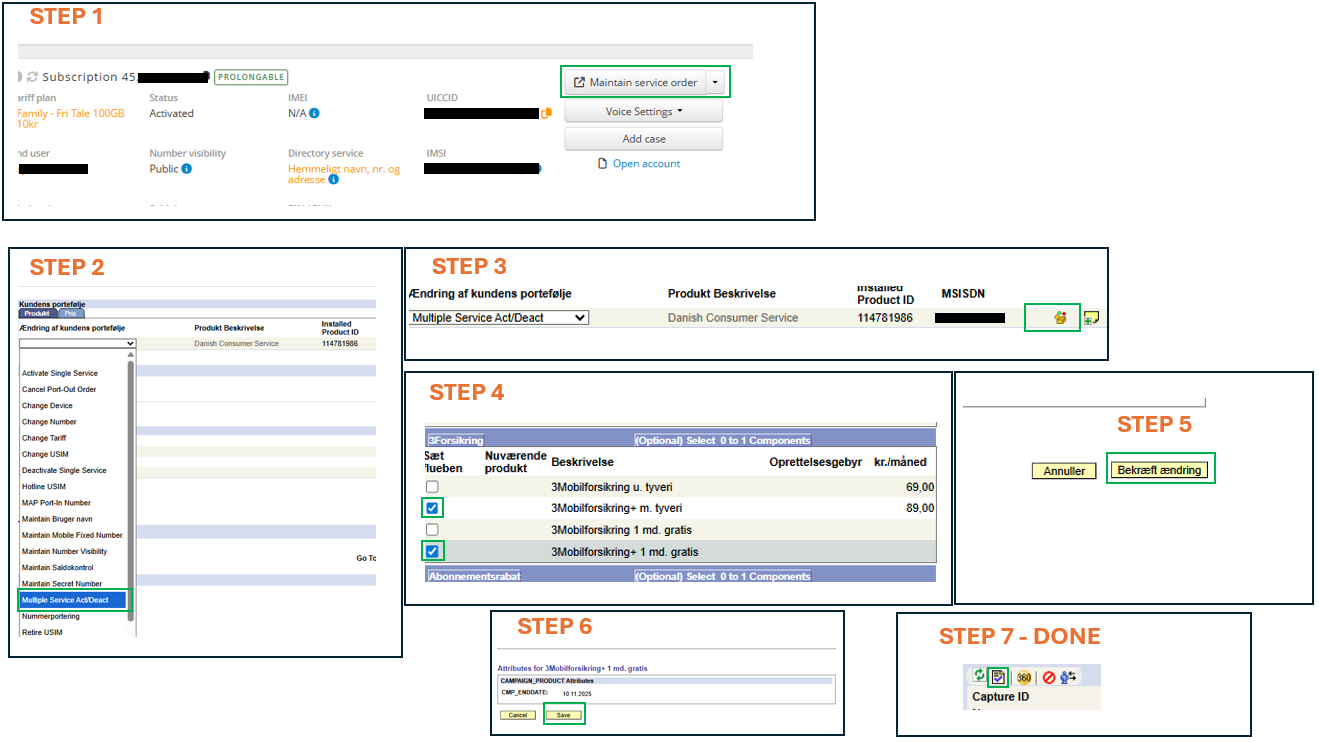 STEP 1
Subscription 45 PROLONGABLE
Maintain service order
ariff plan Status IMEI UICCID
Family - Fri Tale 100GB Activated N/A
10kr
Voice Settings
Add case
nd user Number visibility Directory service IMSI
Public Hemmeligt navn, nr. og
adresse
Open account
STEP 2
Kundens portefølje
Produkt Pris
Ændring af kundens portefølje Produkt Beskrivelse Installed
Product ID
Danish Consumer Service 114781986
Activate Single Service
Cancel Port-Out Order
Change Device
Change Number
Change Tariff
Change USIM
Deactivate Single Service
Hotline USIM
MAP Port-In Number
Maintain Bruger navn
Maintain Mobile Fixed Number.
Maintain Number Visibility
Go To
Maintain Saldokontrol
Maintain Secret Number
Multiple Service Act/Deact
Nummerportering
Retire USIM
STEP 3
Ændring af kundens portefølje Produkt Beskrivelse Installed
Product ID MSISDN
Multiple Service Act/Deact Danish Consumer Service 114781986
STEP 4
3Forsikring (Optional) Select 0 to 1 Components
Sæt
flueben Nuværende
produkt Beskrivelse Oprettelsesgebyr kr./måned
3Mobilforsikring u. tyveri 69,00
3Mobilforsikring+ m. tyveri 89,00
3Mobilforsikring 1 md. gratis
3Mobilforsikring+ 1 md. gratis
Abonnementsrabat (Optional) Select 0 to 1 Components
STEP 5
Annuller Bekræft ændring
STEP 6
Attributes for 3Mobilforsikring+ 1 md. gratis
CAMPAIGN_PRODUCT Attributes
CMP_ENDDATE: 10.11.2025
Cancel Save
STEP 7 - DONE
360
Capture ID